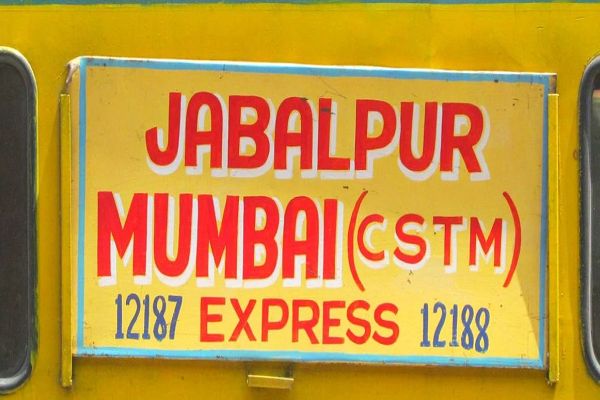 JABALPUR
MUMBAI (CSTM)
12187 EXPRESS 12188